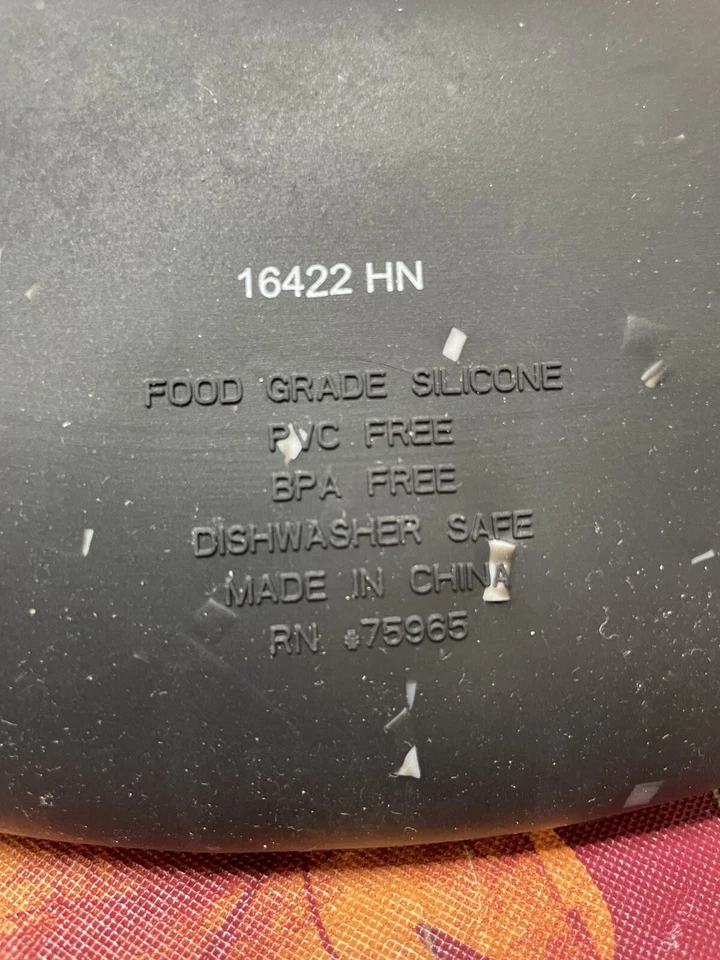 16422 HN
FOOD GRADE SILICONE
PVC FREE
BPA FREE
DISHWASHER SAFE
MADE IN CHINA
RN #75965